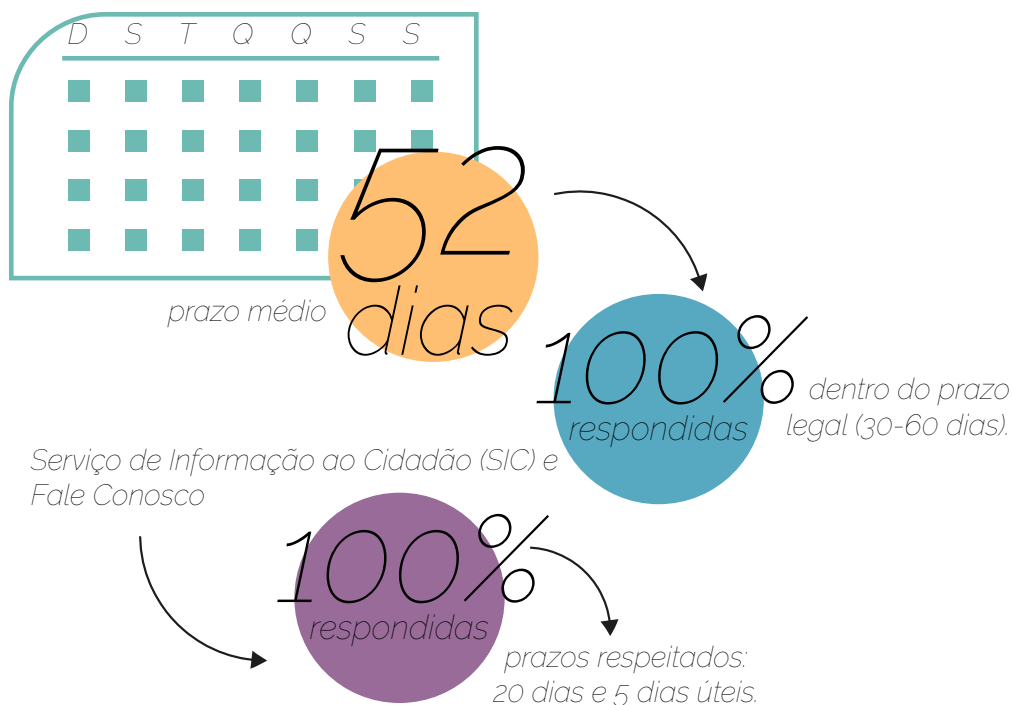 D S T Q Q S S
52
dias
prazo médio
100%
respondidas
dentro do prazo
legal (30-60 dias).
Serviço de Informação ao Cidadão (SIC) e
Fale Conosco
100%
respondidas
prazos respeitados:
20 dias e 5 dias úteis.